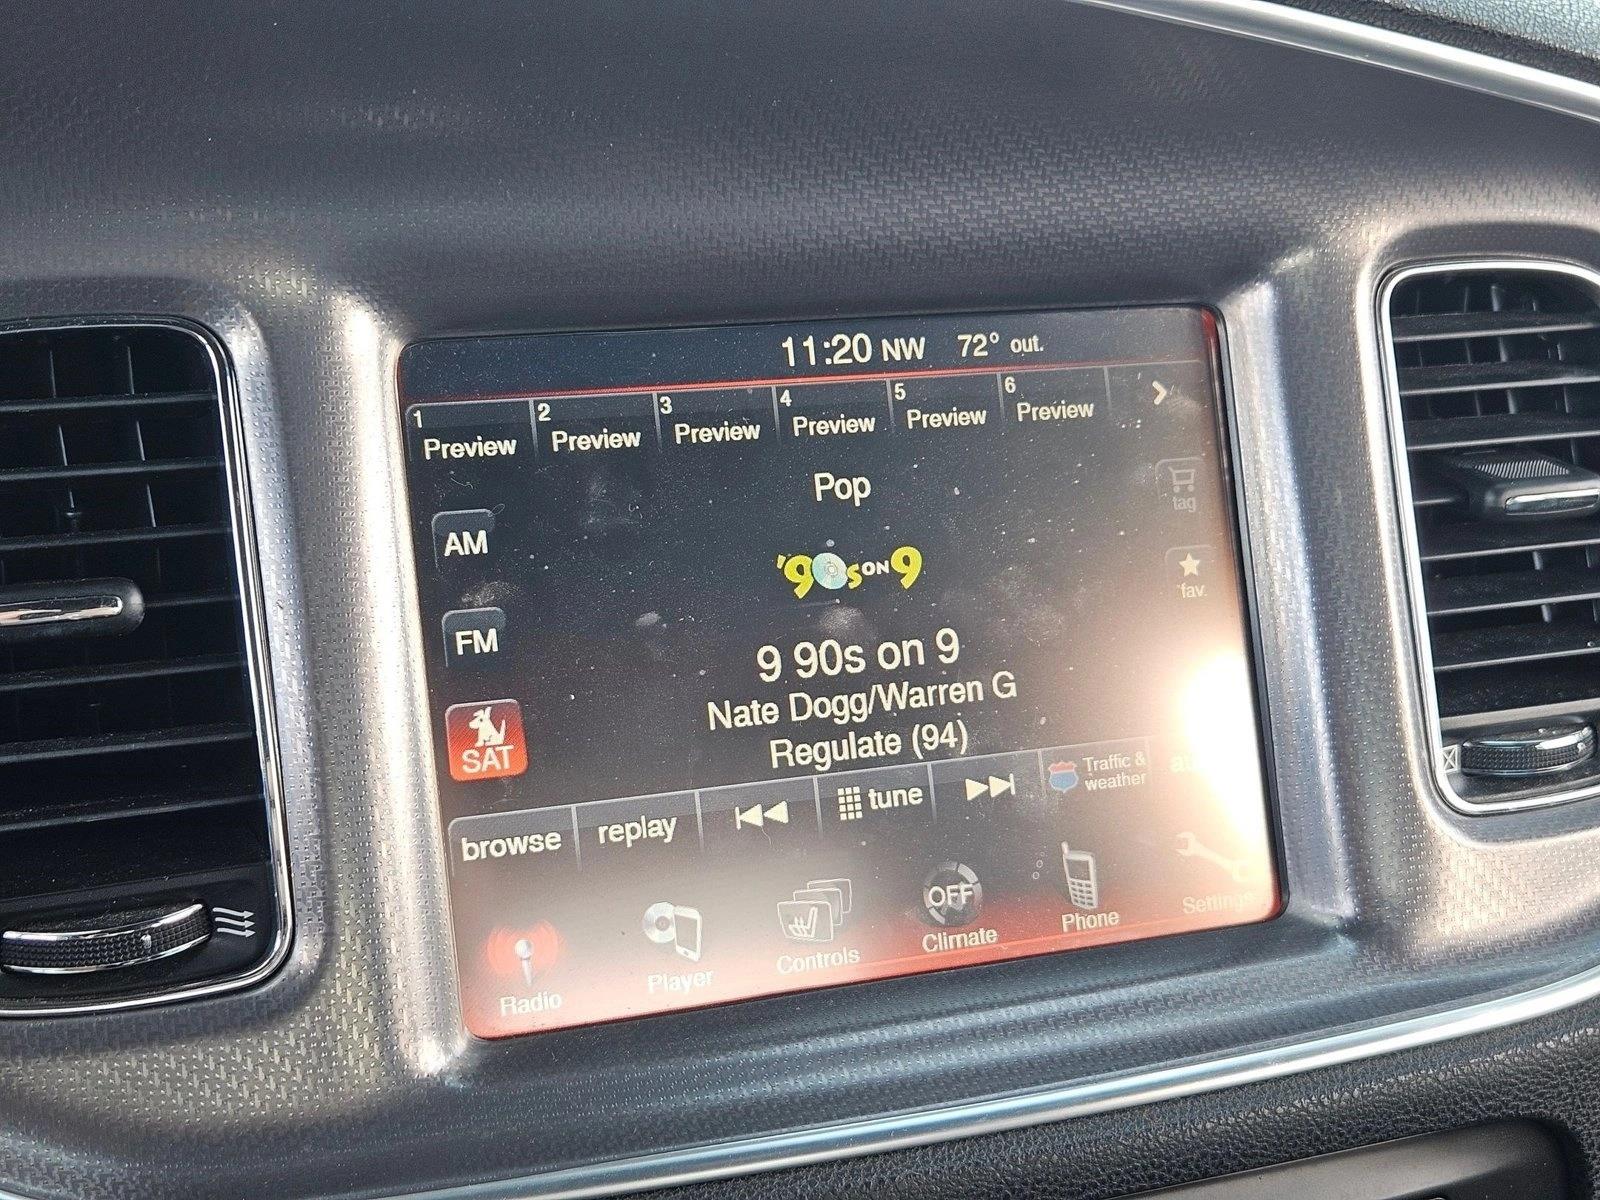 11:20 NW 72° out.
1 Preview
2 Preview
3 Preview
4 Preview
5 Preview
6 Preview
Pop
tag
AM
'90s ON 9
fav.
FM
9 90s on 9
Nate Dogg/Warren G
Regulate (94)
SAT
browse
replay
tune
Traffic &
weather
Radio
Player
Controls
OFF
Climate
Phone
Settings